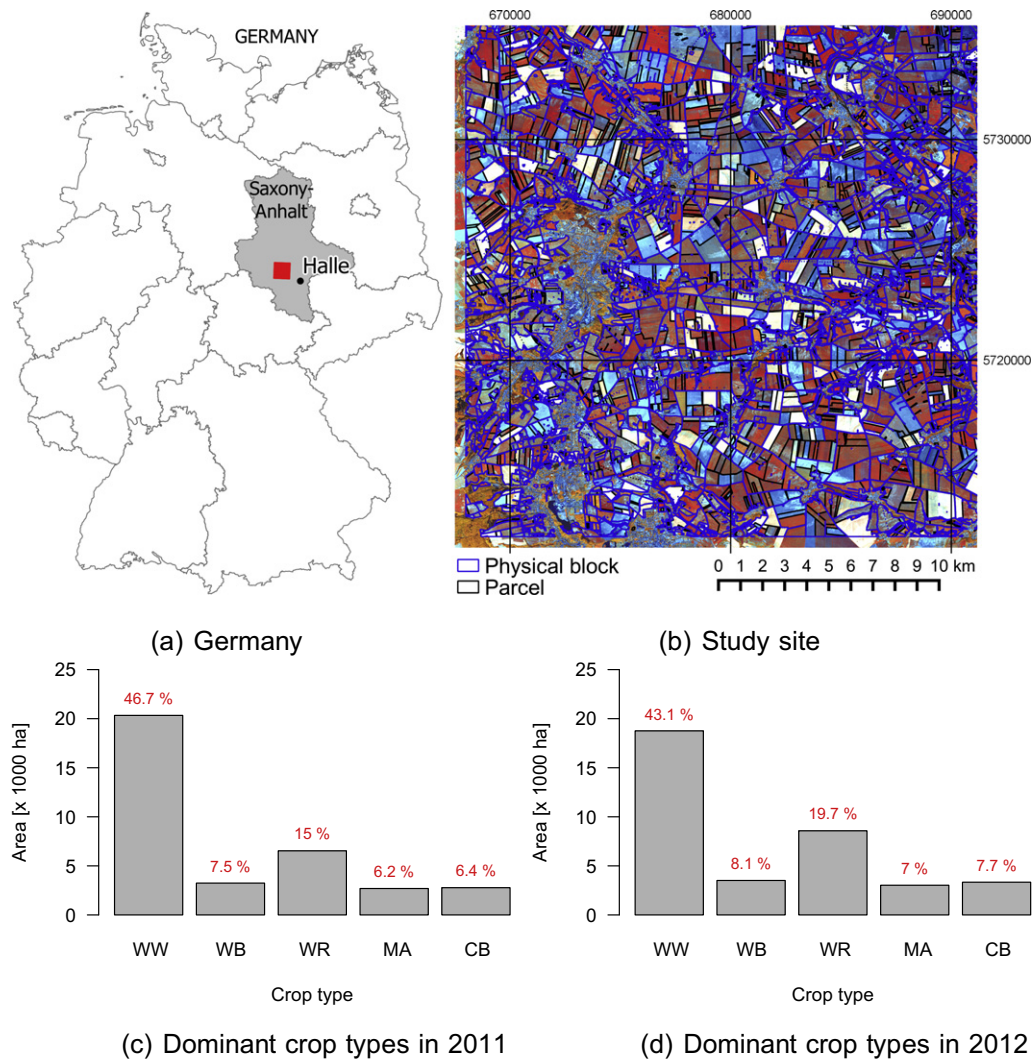 GERMANY
Saxony-
Anhalt
Halle
(a) Germany
670000 680000 690000
5730000
5720000
Physical block
Parcel
0 1 2 3 4 5 6 7 8 9 10 km
(b) Study site
Area [x 1000 ha]
25
20
15
10
5
0
46.7 %
7.5 %
15 %
6.2 %
6.4 %
WW WB WR MA CB
Crop type
(c) Dominant crop types in 2011
Area [x 1000 ha]
25
20
15
10
5
0
43.1 %
8.1 %
19.7 %
7 %
7.7 %
WW WB WR MA CB
Crop type
(d) Dominant crop types in 2012